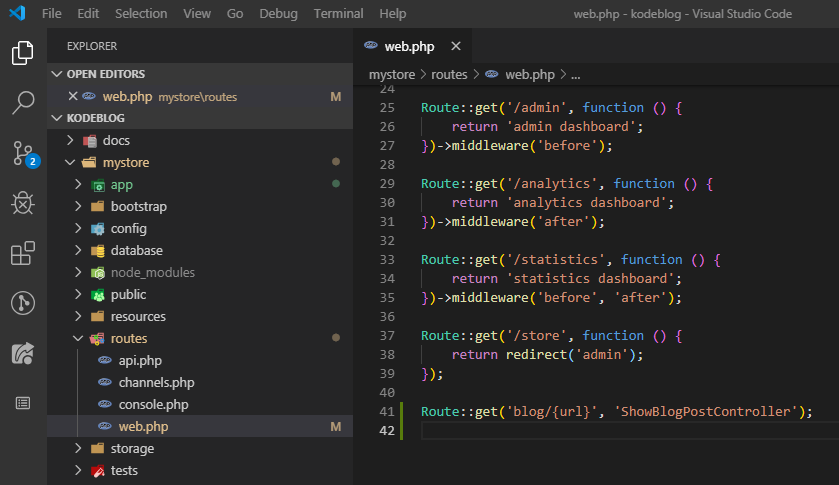 File Edit Selection View Go Debug Terminal Help web.php - kodeblog - Visual Studio Code
EXPLORER
OPEN EDITORS
web.php mystore\routes M
KODEBLOG
docs
mystore
app
bootstrap
config
database
node_modules
public
resources
routes
api.php
channels.php
console.php
web.php M
storage
tests
2
web.php
mystore > routes > web.php > ...
24
25 Route::get('/admin', function () {
26 return 'admin dashboard';
27 })->middleware('before');
28
29 Route::get('/analytics', function () {
30 return 'analytics dashboard';
31 })->middleware('after');
32
33 Route::get('/statistics', function () {
34 return 'statistics dashboard';
35 })->middleware('before', 'after');
36
37 Route::get('/store', function () {
38 return redirect('admin');
39 });
40
41 Route::get('blog/{url}', 'ShowBlogPostController');
42